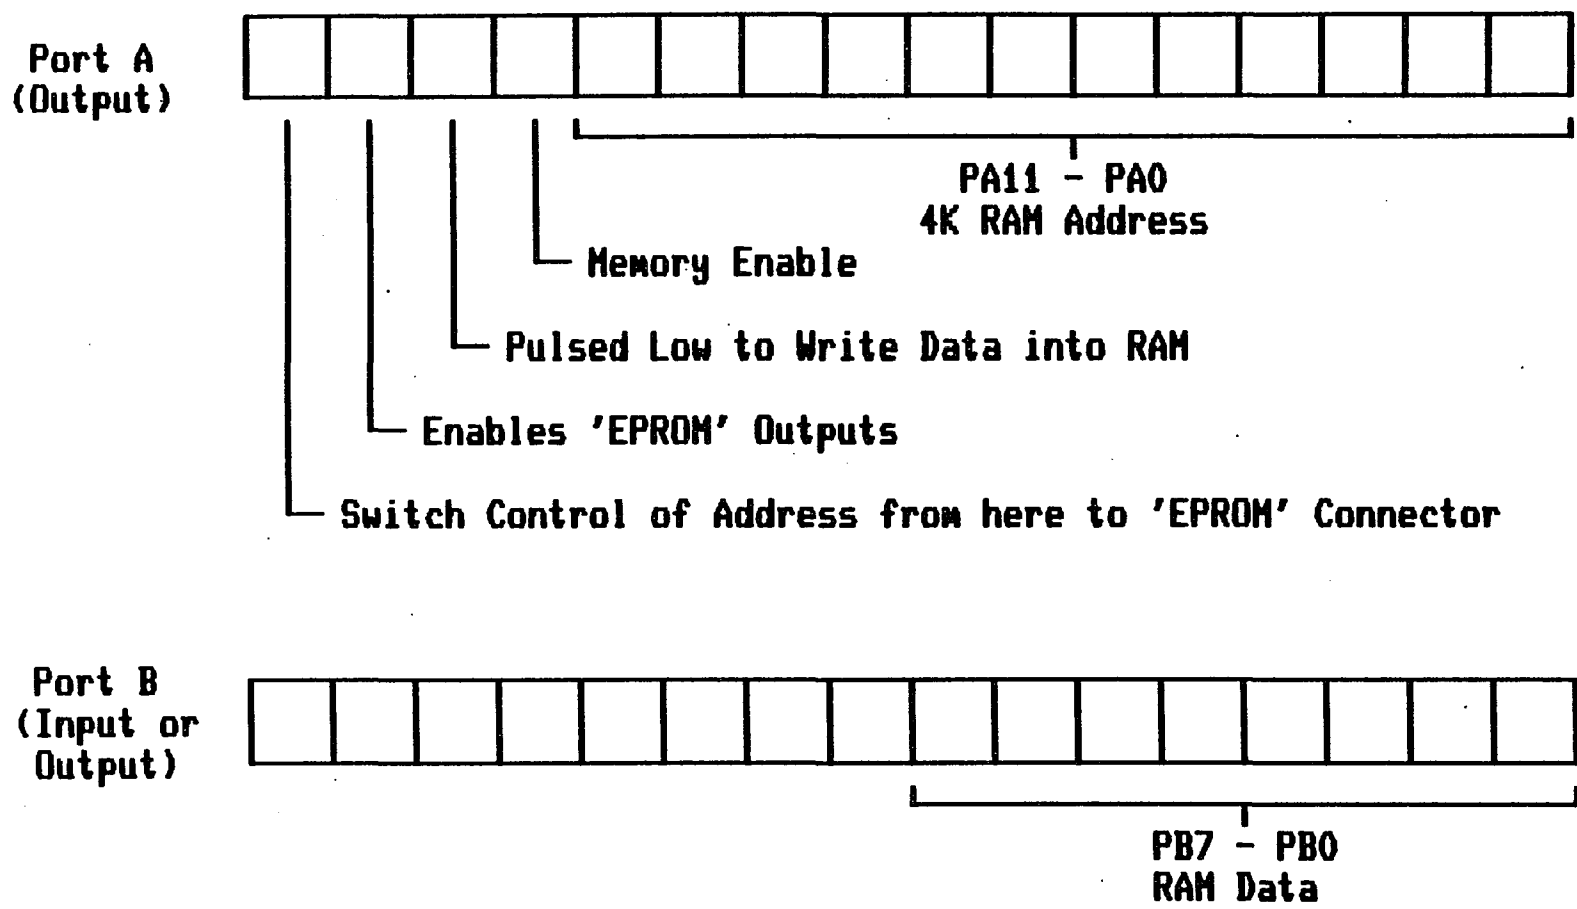 Port A
(Output)
PA11 - PA0
4K RAM Address
Memory Enable
Pulsed Low to Write Data into RAM
Enables 'EPROM' Outputs
Switch Control of Address from here to 'EPROM' Connector
Port B
(Input or
Output)
PB7 - PB0
RAM Data